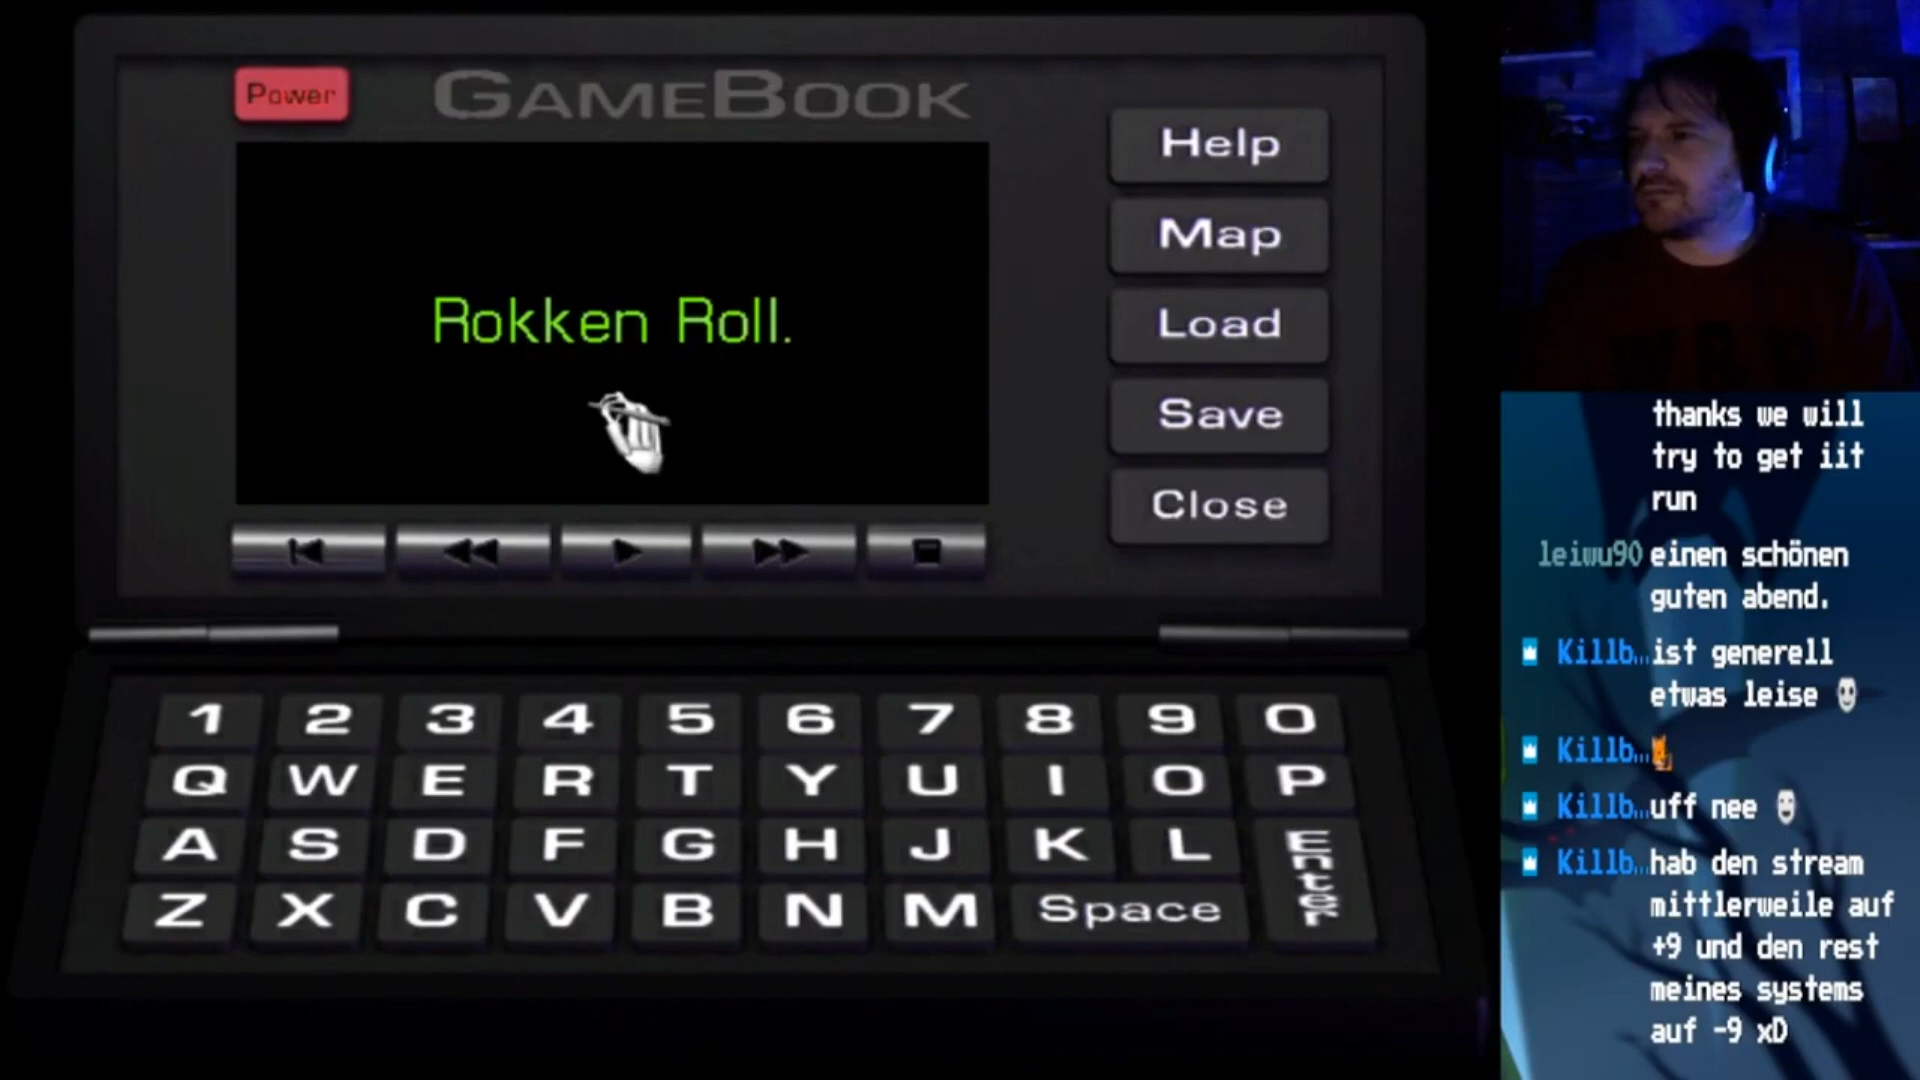 Power
GAMEBOOK
Rokken Roll.
Help
Map
Load
Save
Close
1 2 3 4 5 6 7 8 9 0
Q W E R T Y U I O P
A S D F G H J K L
Enter
Z X C V B N M Space
thanks we will
try to get iit
run
leiwu90 einen schönen
guten abend.
Killb… ist generell
etwas leise
Killb…
Killb… uff nee
Killb… hab den stream
mittlerweile auf
+9 und den rest
meines systems
auf -9 xD